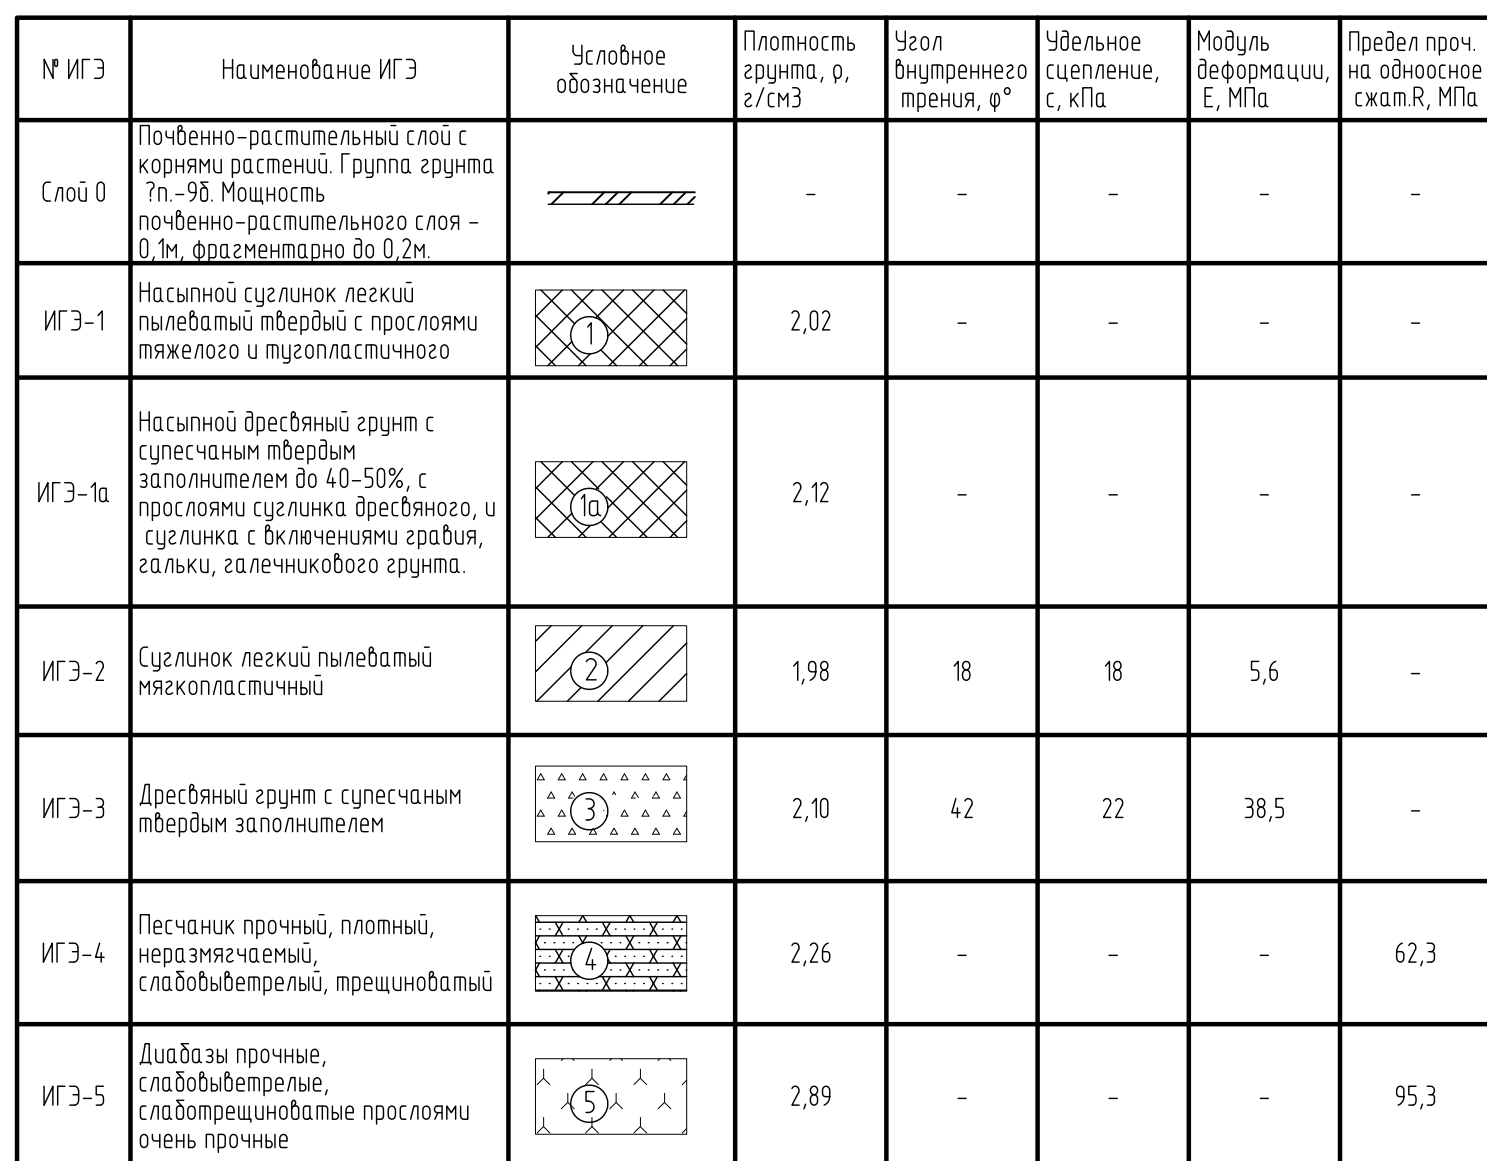 № ИГЭ
Наименование ИГЭ
Условное
обозначение
Плотность
грунта, ρ,
г/см3
Угол
внутреннего
трения, φ°
Удельное
сцепление,
с, кПа
Модуль
деформации,
Е, МПа
Предел проч.
на одноосное
сжат.R, МПа
Слой 0
Почвенно-растительный слой с
корнями растений. Группа грунта
?п.-9б. Мощность
почвенно-растительного слоя -
0,1м, фрагментарно до 0,2м.
- - - - -
ИГЭ-1
Насыпной суглинок легкий
пылеватый твердый с прослоями
тяжелого и тугопластичного
1
2,02 - - - -
ИГЭ-1а
Насыпной дресвяный грунт с
супесчаным твердым
заполнителем до 40-50%, с
прослоями суглинка дресвяного, и
суглинка с включениями гравия,
гальки, галечникового грунта.
1а
2,12 - - - -
ИГЭ-2
Суглинок легкий пылеватый
мягкопластичный
2
1,98 18 18 5,6 -
ИГЭ-3
Дресвяный грунт с супесчаным
твердым заполнителем
3
2,10 42 22 38,5 -
ИГЭ-4
Песчаник прочный, плотный,
неразмягчаемый,
слабовыветрелый, трещиноватый
4
2,26 - - - 62,3
ИГЭ-5
Диабазы прочные,
слабовыветрелые,
слаботрещиноватые прослоями
очень прочные
5
2,89 - - - 95,3